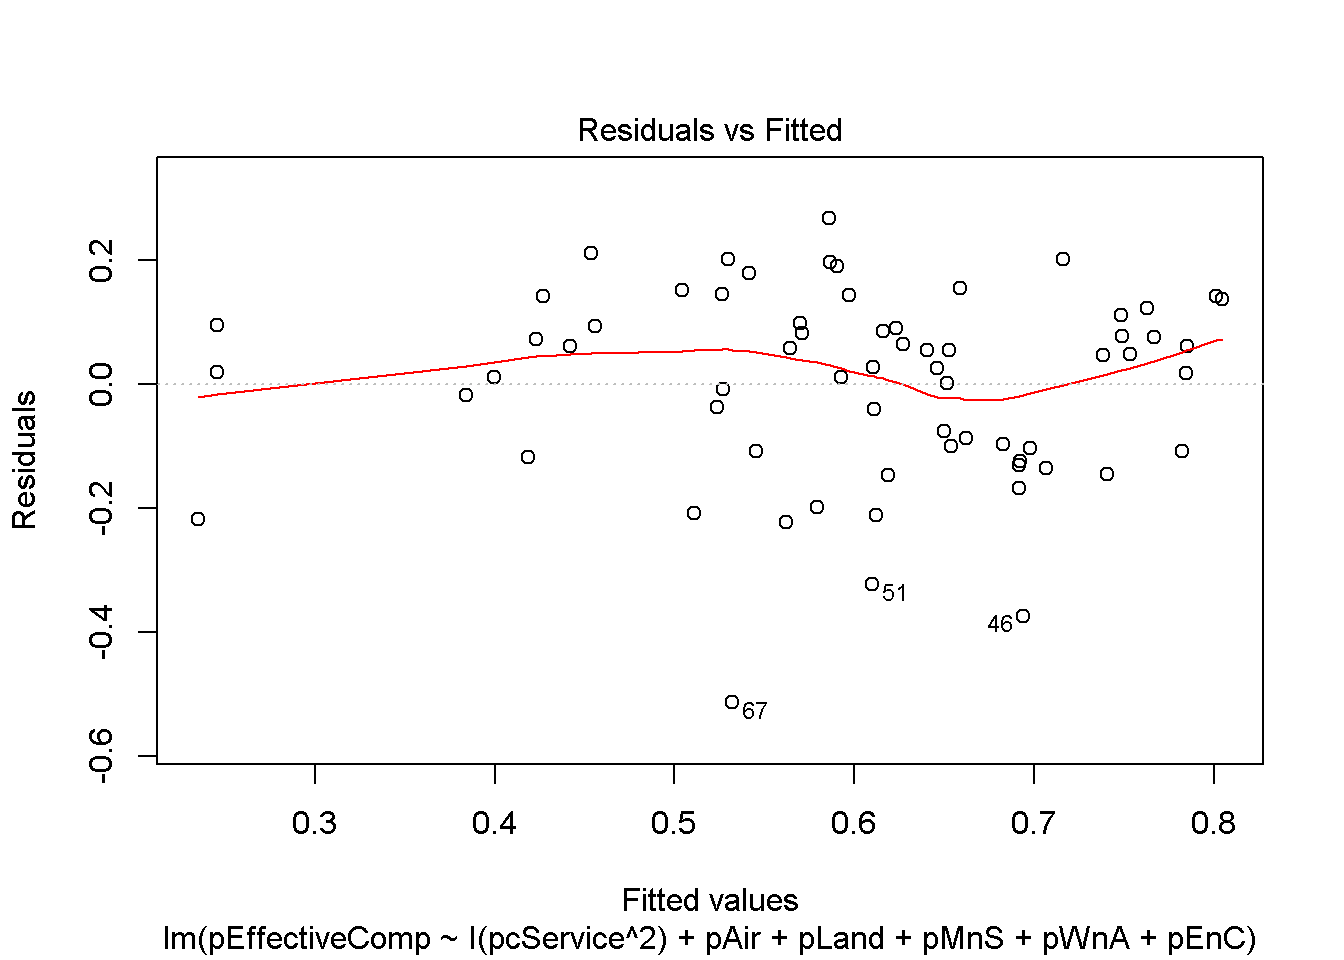 Residuals vs Fitted
Residuals
0.2
0.0
-0.2
-0.4
-0.6
51
46
67
0.3 0.4 0.5 0.6 0.7 0.8
Fitted values
lm(pEffectiveComp ~ I(pcService^2) + pAir + pLand + pMnS + pWnA + pEnC)